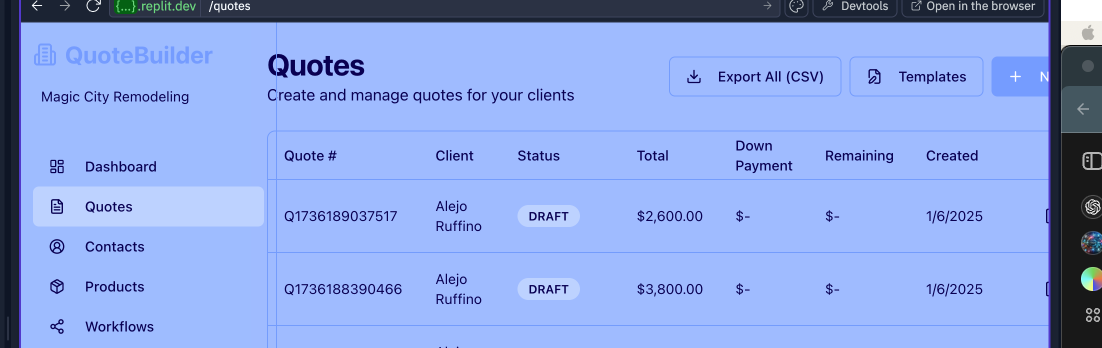 {...}.replit.dev /quotes
Devtools
Open in the browser
QuoteBuilder
Magic City Remodeling
Dashboard
Quotes
Contacts
Products
Workflows
Quotes
Create and manage quotes for your clients
Export All (CSV)
Templates
+ N
Quote # Client Status Total Down Payment Remaining Created
Q1736189037517 Alejo Ruffino DRAFT $2,600.00 $- $- 1/6/2025
Q1736188390466 Alejo Ruffino DRAFT $3,800.00 $- $- 1/6/2025